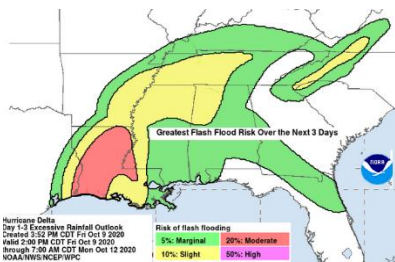 Greatest Flash Flood Risk Over the Next 3 Days
NOAA
Hurricane Delta
Day 1-3 Excessive Rainfall Outlook
Created 3:52 PM CDT Fri Oct 9 2020
Valid 2:00 PM CDT Fri Oct 9 2020
through 7:00 AM CDT Mon Oct 12 2020
NOAA/NWS/NCEP/WPC
Risk of flash flooding
5%: Marginal 20%: Moderate
10%: Slight 50%: High